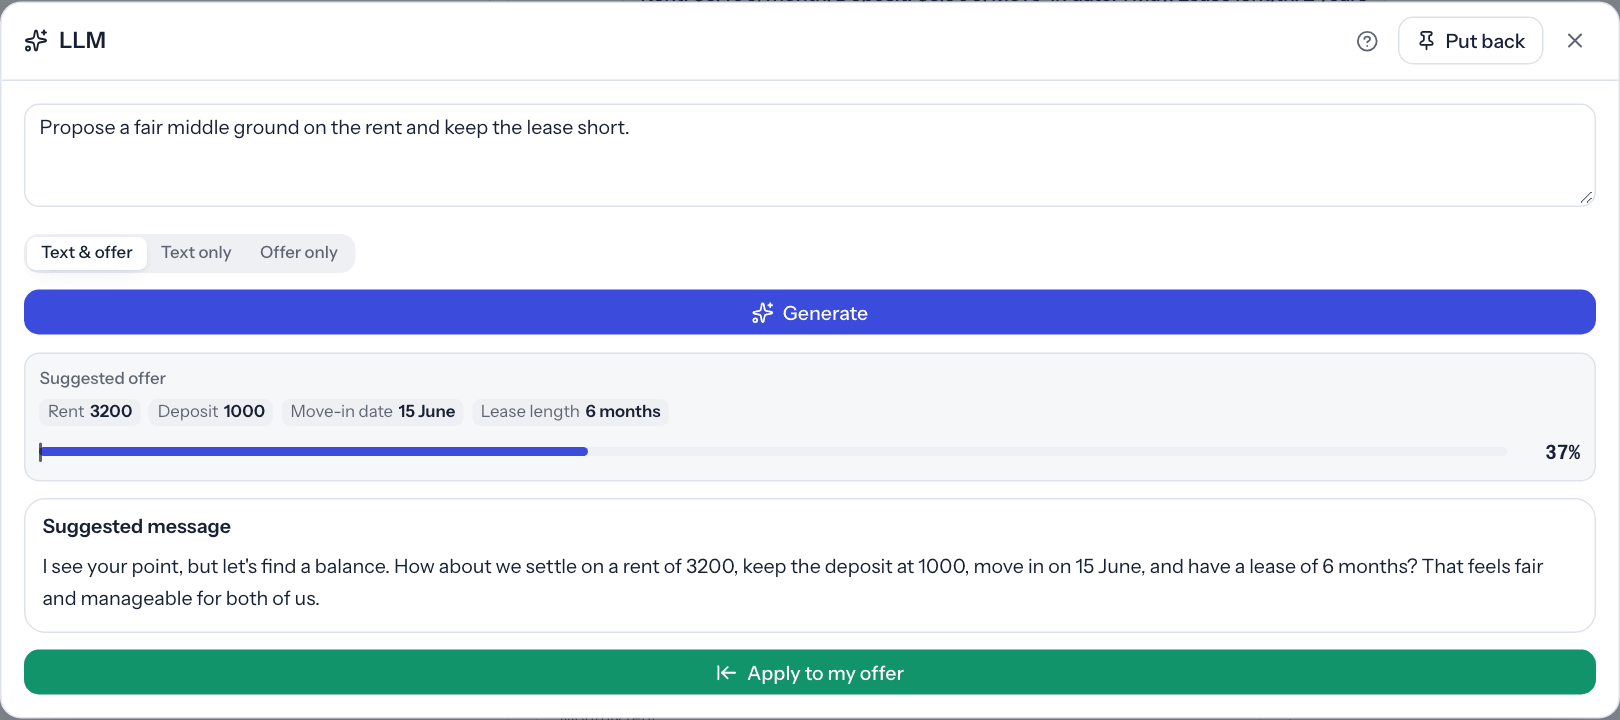 LLM
Put back
Propose a fair middle ground on the rent and keep the lease short.
Text & offer Text only Offer only
Generate
Suggested offer
Rent 3200 Deposit 1000 Move-in date 15 June Lease length 6 months
37%
Suggested message
I see your point, but let's find a balance. How about we settle on a rent of 3200, keep the deposit at 1000, move in on 15 June, and have a lease of 6 months? That feels fair
and manageable for both of us.
Apply to my offer